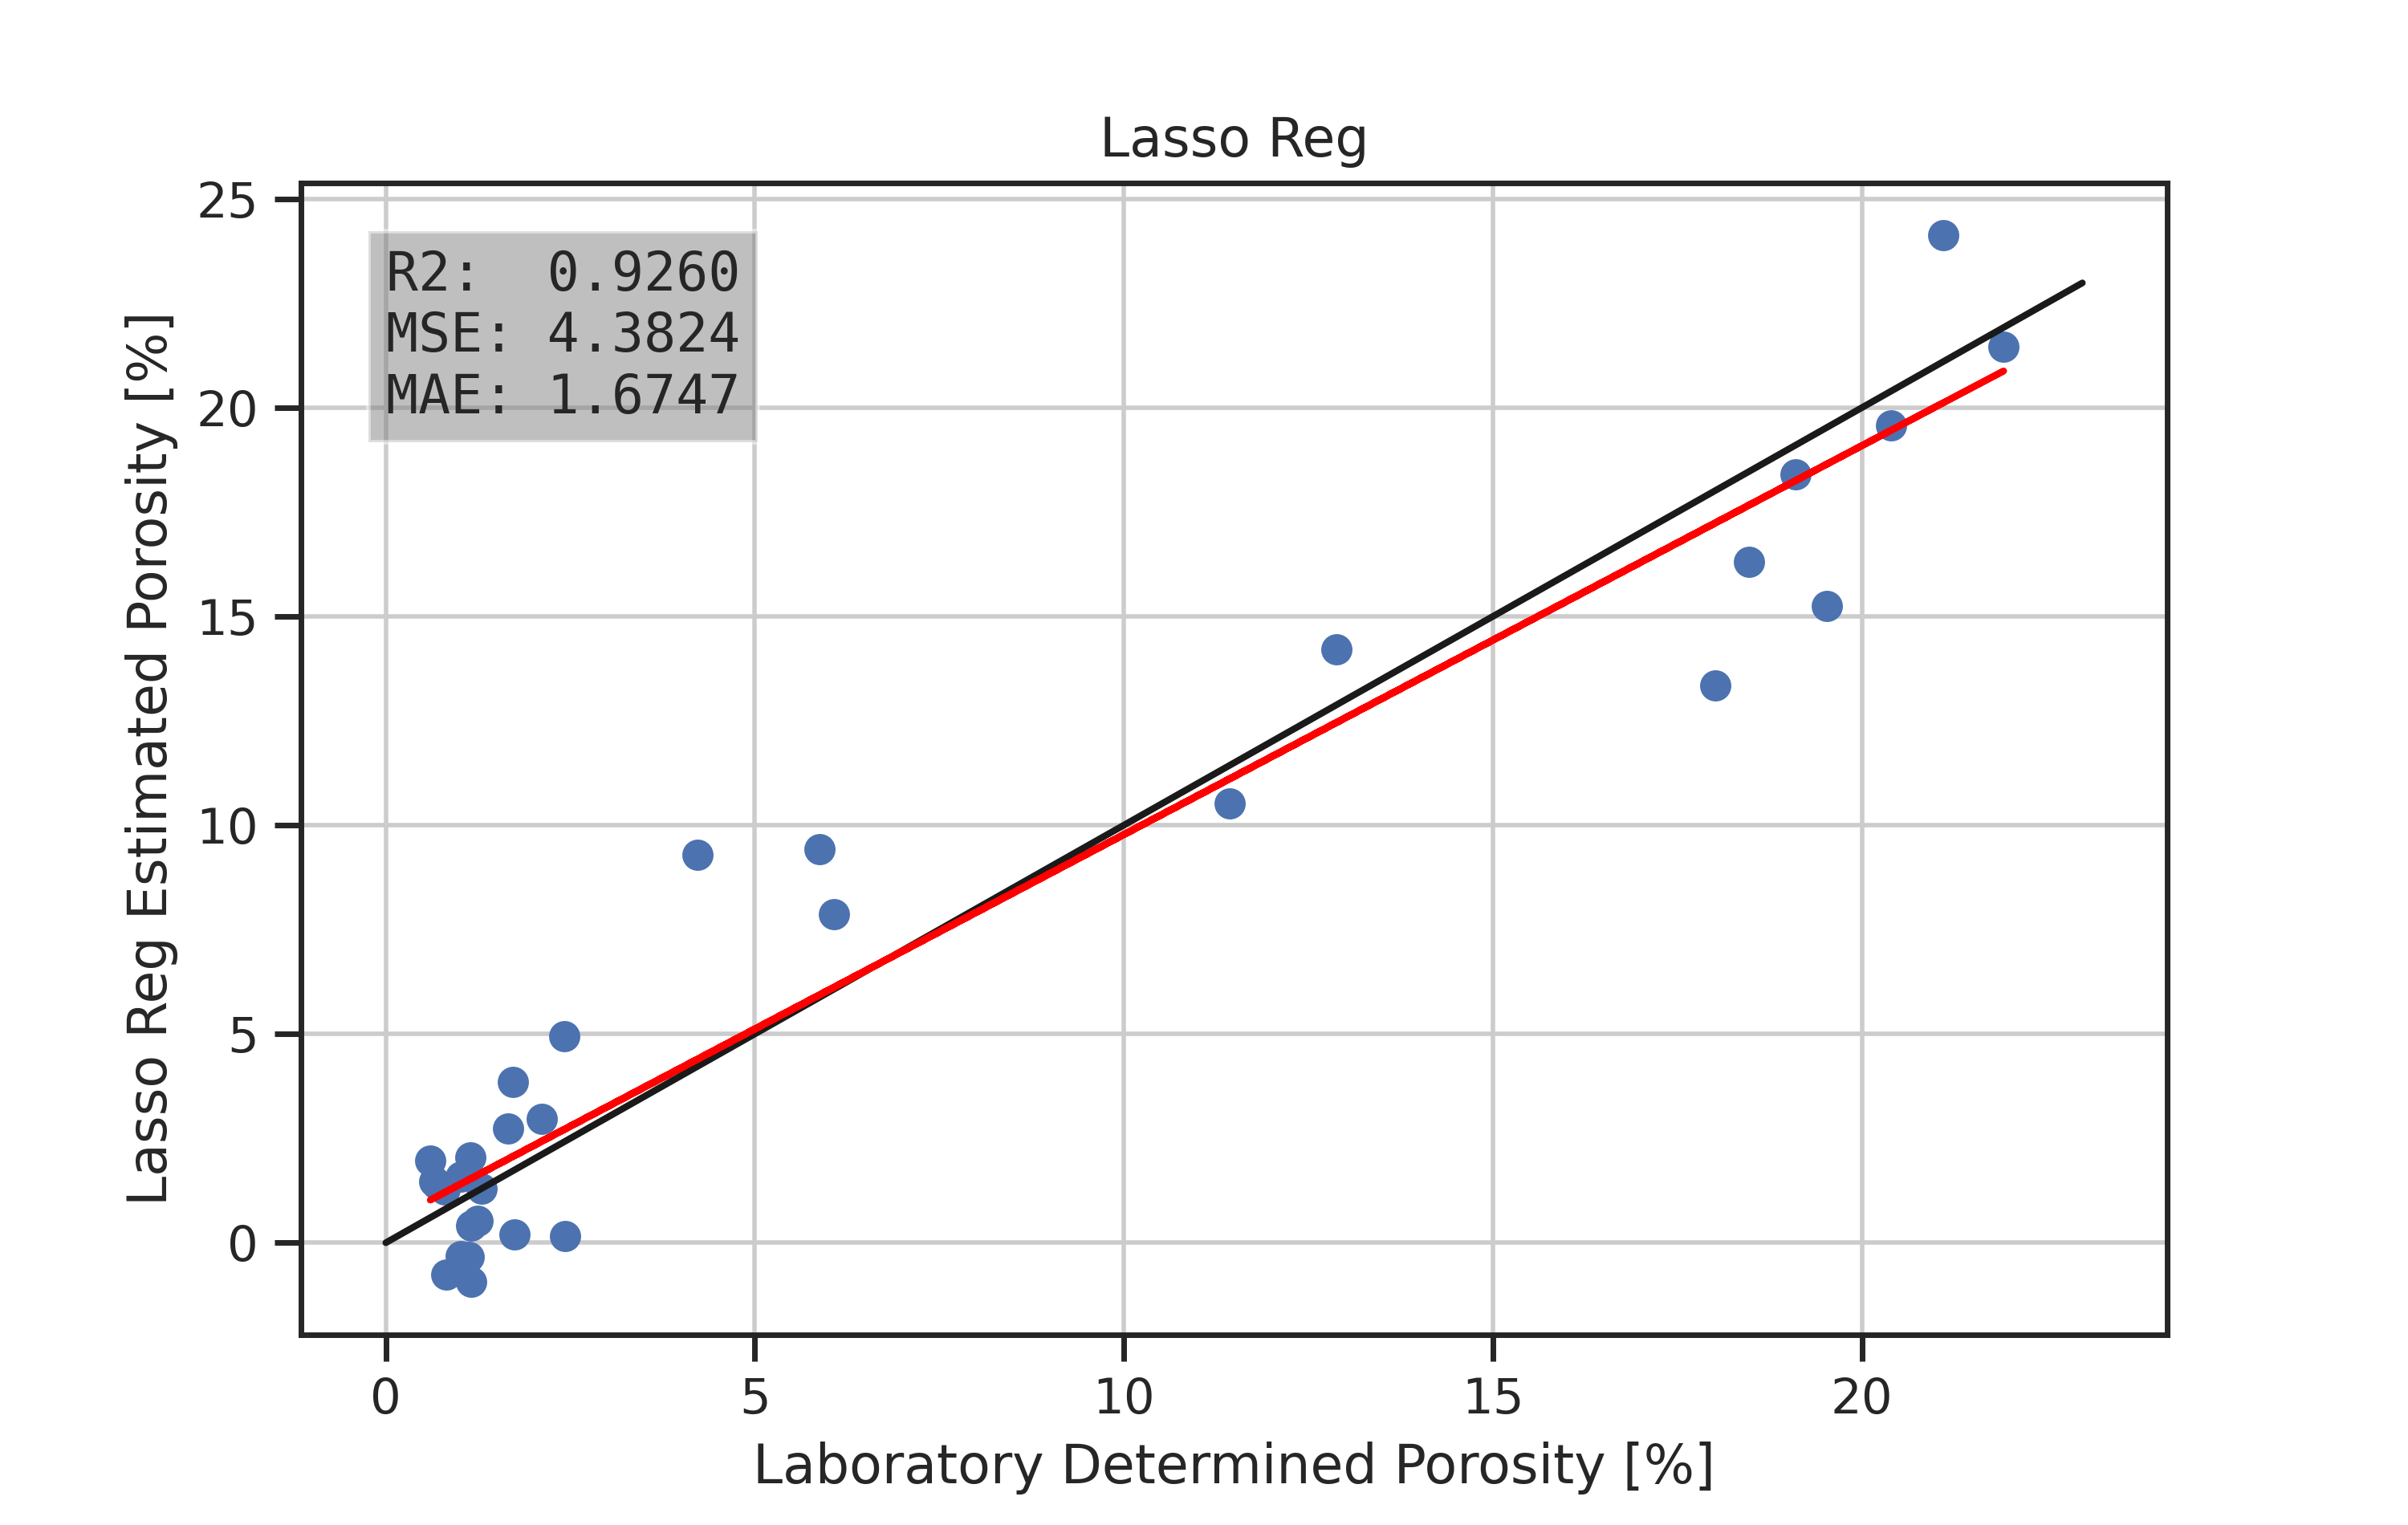 Lasso Reg
25
20
15
10
5
0
R2:  0.9260
MSE: 4.3824
MAE: 1.6747
Lasso Reg Estimated Porosity [%]
0 5 10 15 20
Laboratory Determined Porosity [%]